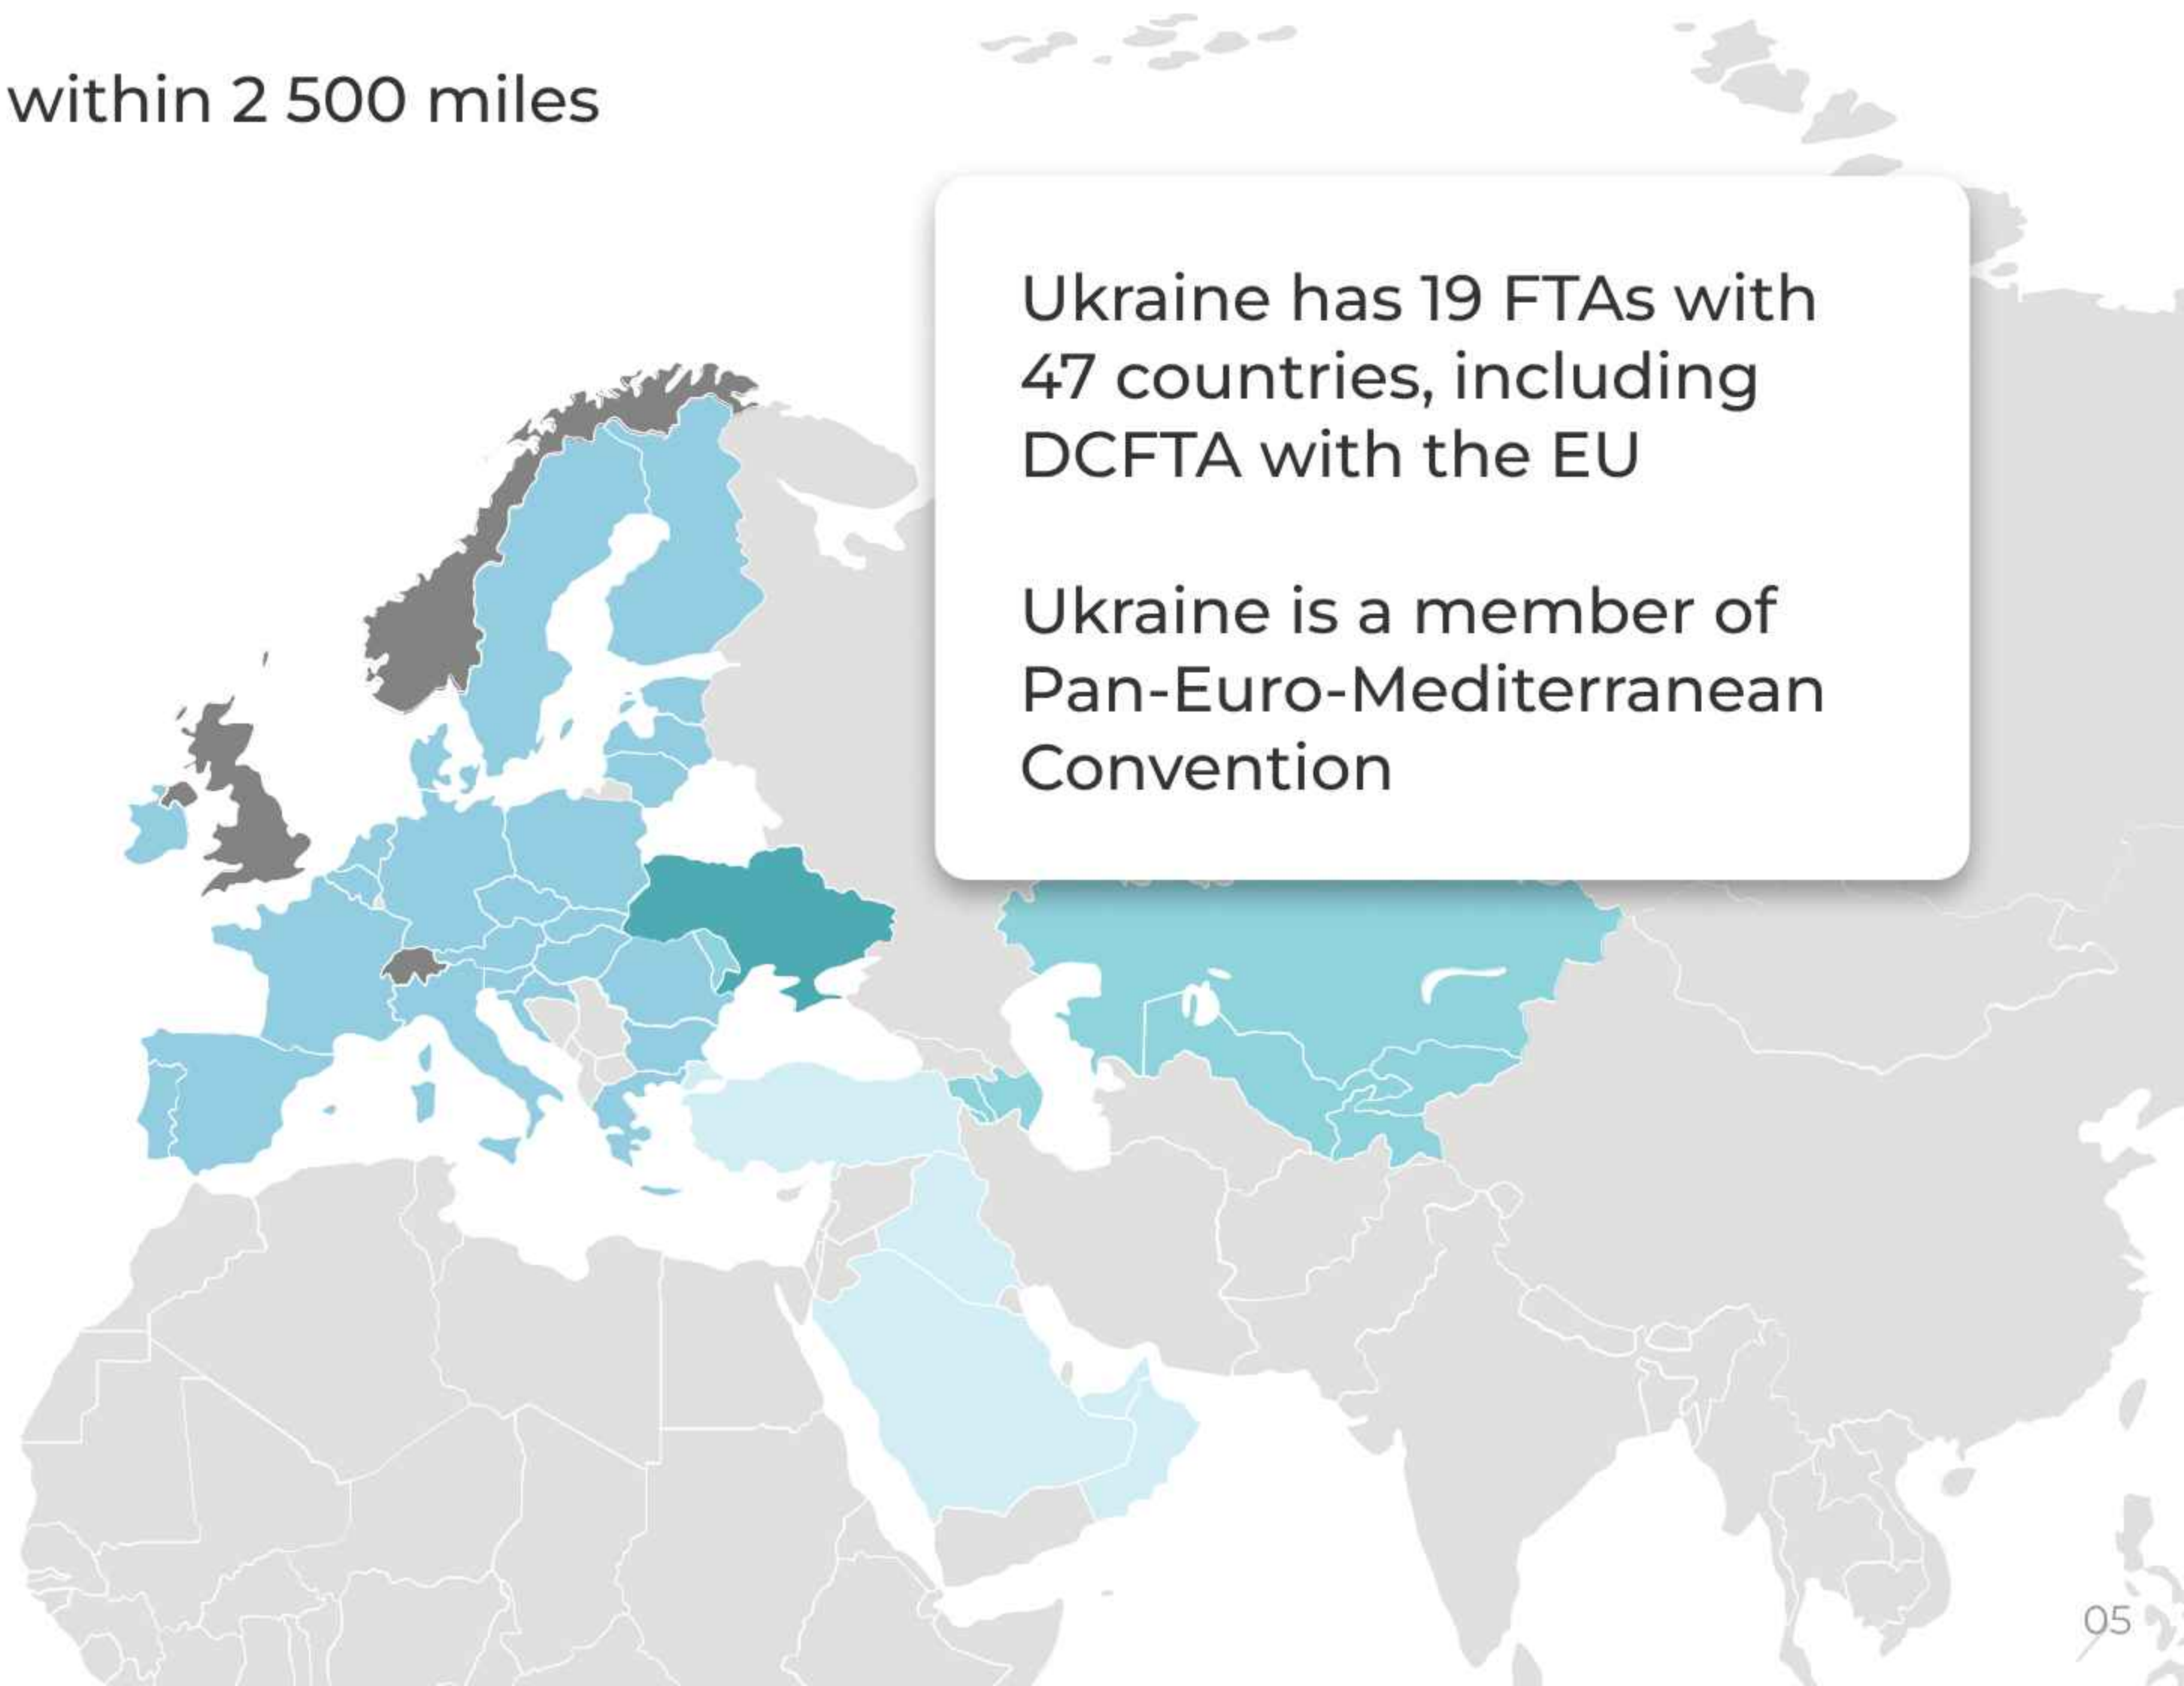 within 2 500 miles
Ukraine has 19 FTAs with
47 countries, including
DCFTA with the EU
Ukraine is a member of
Pan-Euro-Mediterranean
Convention
05